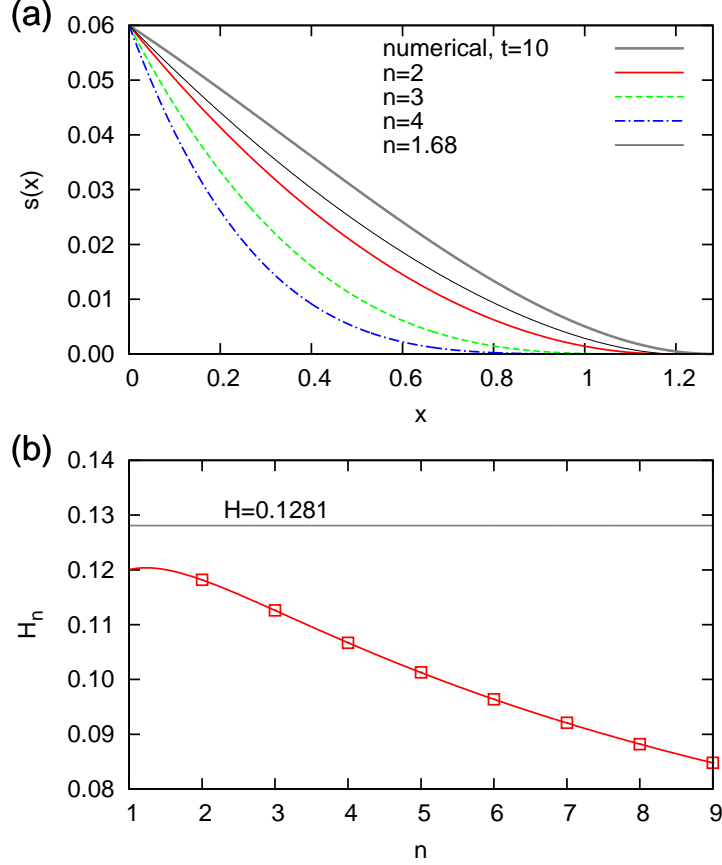 (a)
0.06
0.05
0.04
0.03
0.02
0.01
0.00
s(x)
numerical, t=10
n=2
n=3
n=4
n=1.68
0 0.2 0.4 0.6 0.8 1 1.2
x
(b)
0.14
0.13
0.12
0.11
0.10
0.09
0.08
Hn
H=0.1281
1 2 3 4 5 6 7 8 9
n